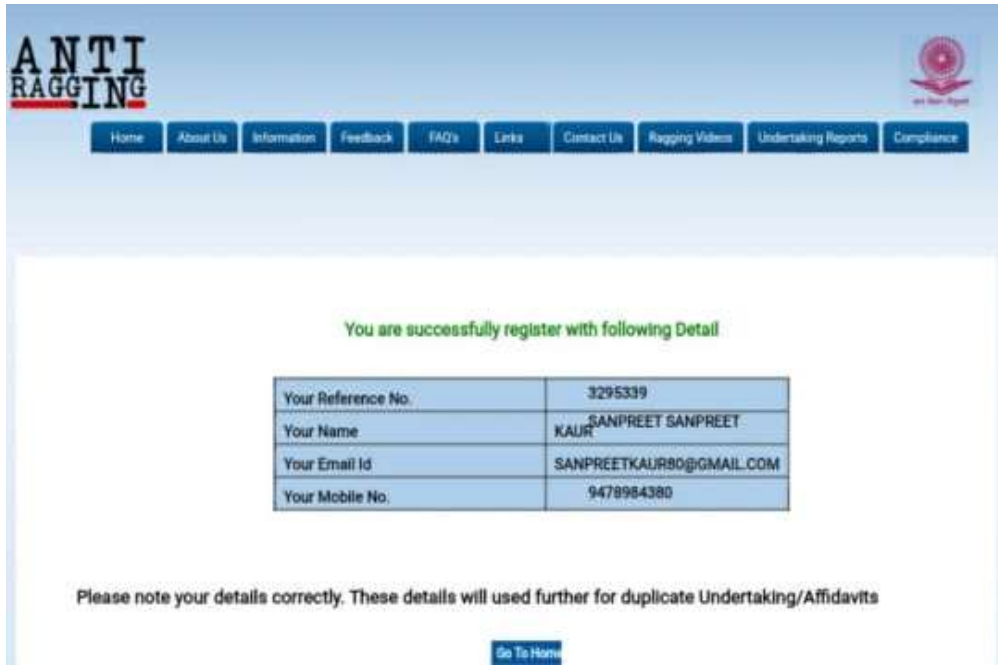 ANTI
RAGGING
Home About Us Information Feedback FAQ's Links Contact Us Ragging Videos Undertaking Reports Compliance
You are successfully register with following Detail
Your Reference No. 3295339
Your Name SANPREET SANPREET
KAUR
Your Email Id SANPREETKAUR80@GMAIL.COM
Your Mobile No. 9478984380
Please note your details correctly. These details will used further for duplicate Undertaking/Affidavits
Go To Home